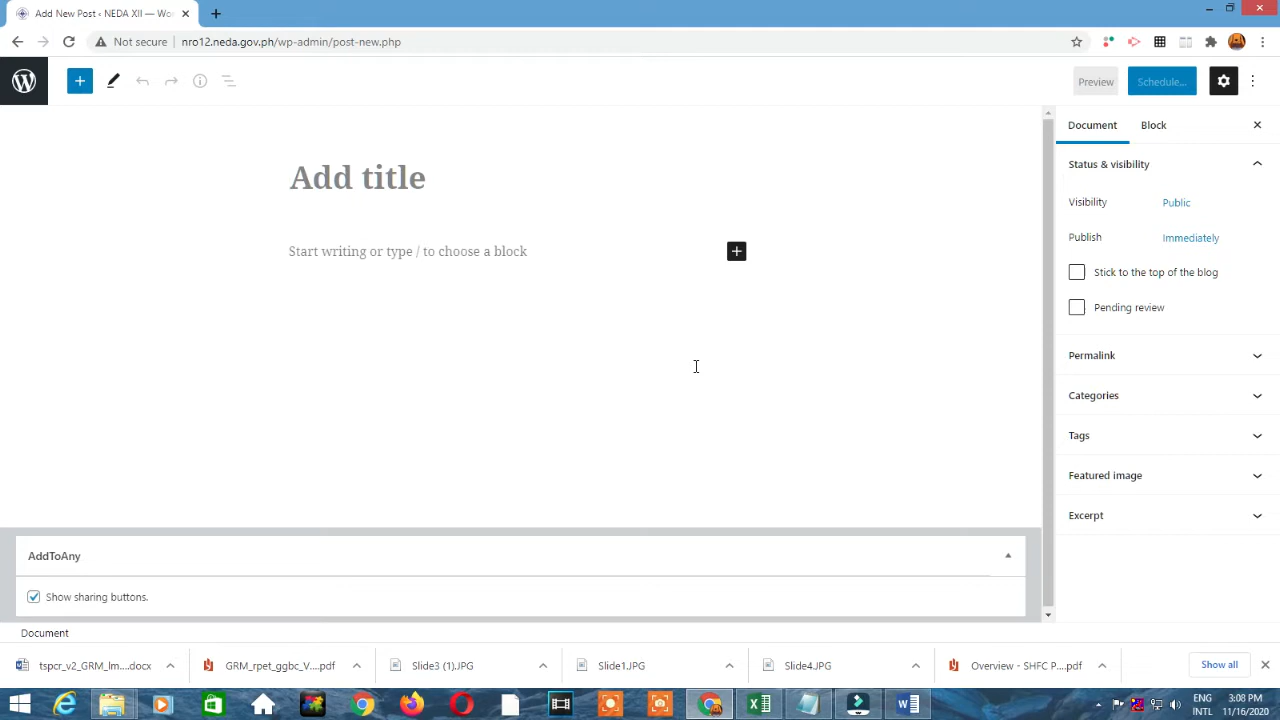 Add New Post ‹ NEDA XII — Wo
Not secure
nro12.neda.gov.ph/wp-admin/post-new.php
Preview
Schedule...
Add title
Start writing or type / to choose a block
Document
Block
Status & visibility
Visibility
Public
Publish
Immediately
Stick to the top of the blog
Pending review
Permalink
Categories
Tags
Featured image
Excerpt
AddToAny
Show sharing buttons.
Document
tspcr_v2_GRM_Im....docx
GRM_rpet_ggbc_V....pdf
Slide3 (1).JPG
Slide1.JPG
Slide4.JPG
Overview - SHFC P....pdf
Show all
ENG
INTL
3:08 PM
11/16/2020